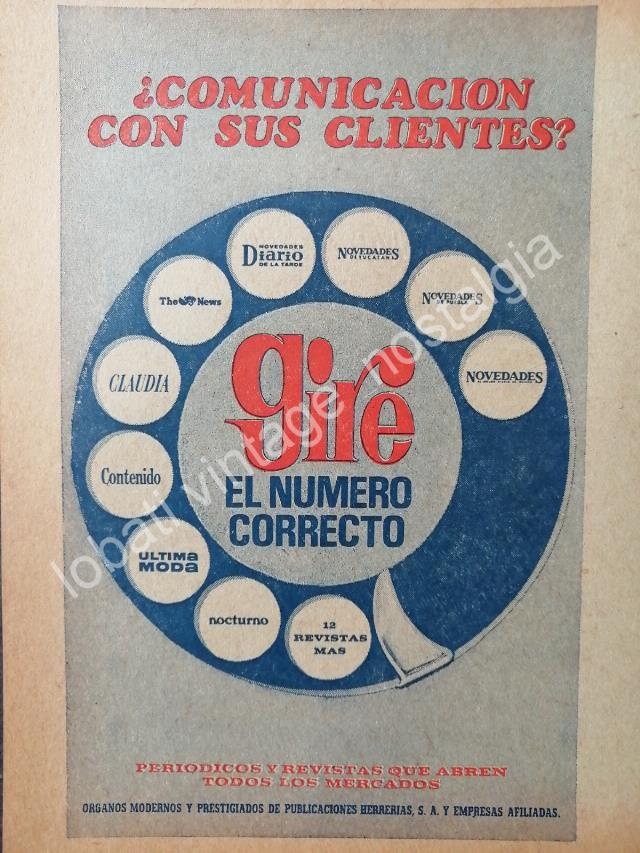 ¿COMUNICACION
CON SUS CLIENTES?
NOVEDADES
Diario
DE LA TARDE
NOVEDADES
DE YUCATAN
The News
NOVEDADES
DE PUEBLA
CLAUDIA
NOVEDADES
gire
EL NUMERO
CORRECTO
Contenido
ULTIMA
MODA
nocturno
12
REVISTAS
MAS
PERIODICOS Y REVISTAS QUE ABREN
TODOS LOS MERCADOS
ORGANOS MODERNOS Y PRESTIGIADOS DE PUBLICACIONES HERRERIAS, S. A. Y EMPRESAS AFILIADAS.
lobati vintage nostalgia